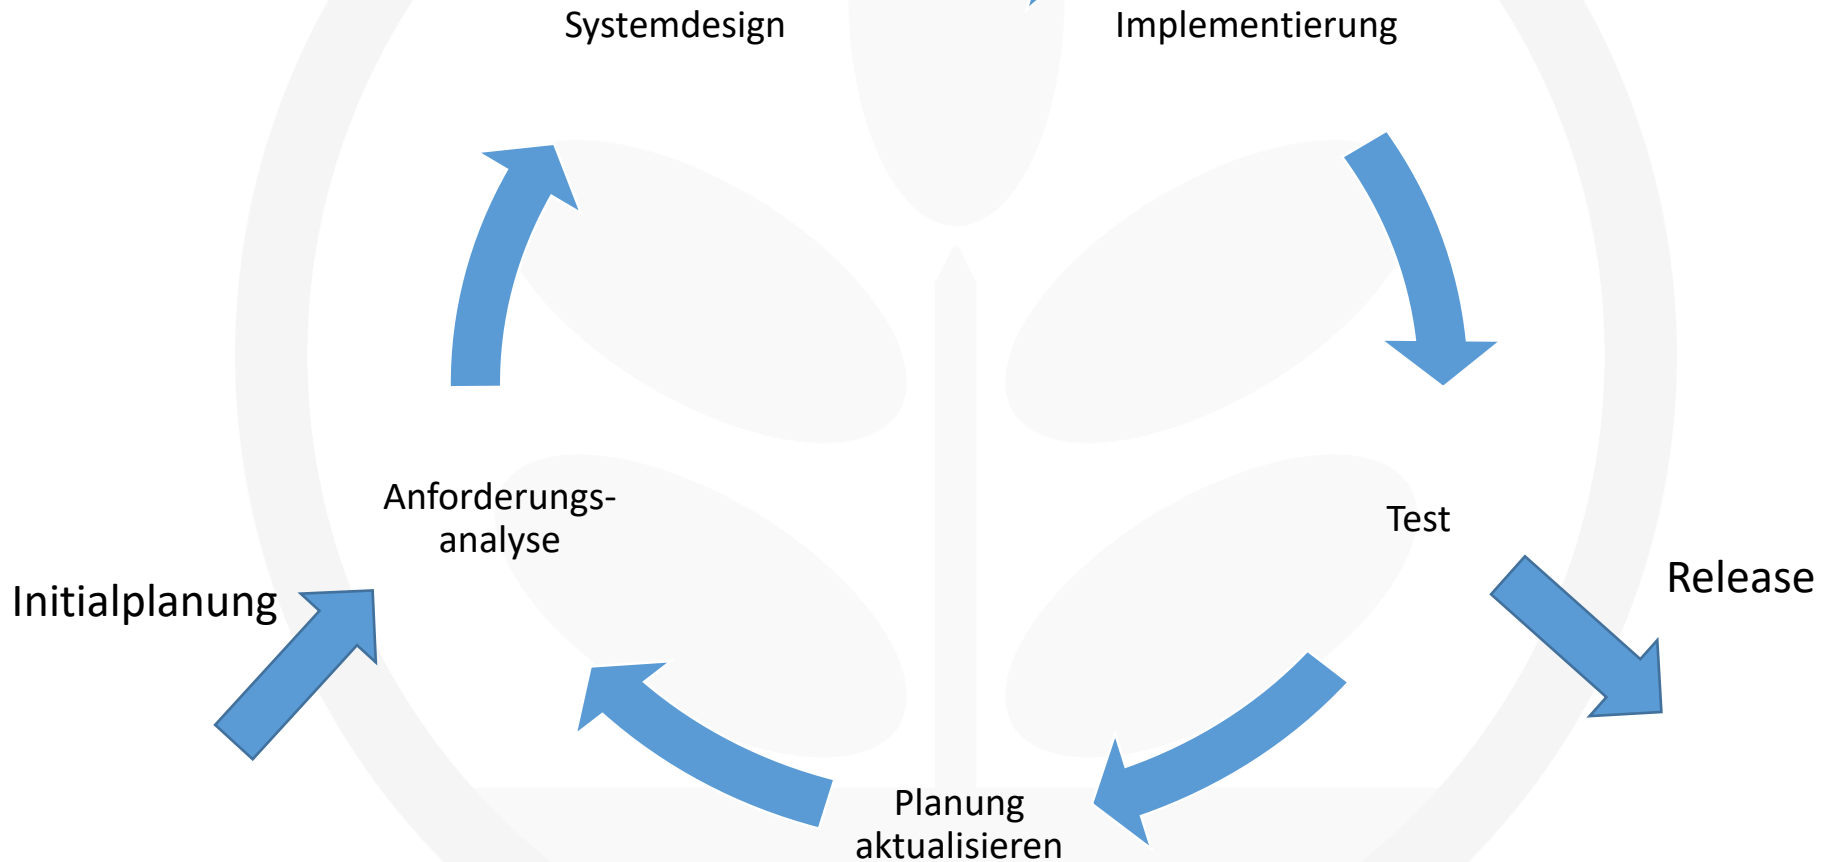 Systemdesign
Implementierung
Anforderungs-
analyse
Test
Initialplanung
Release
Planung
aktualisieren